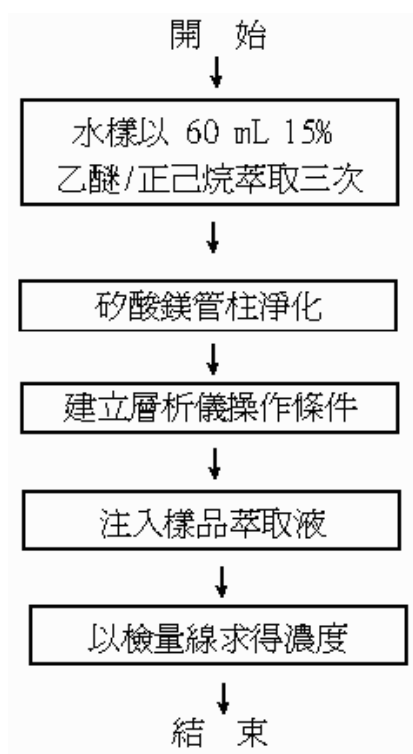 開 始
水樣以 60 mL 15%
乙醚/正己烷萃取三次
矽酸鎂管柱淨化
建立層析儀操作條件
注入樣品萃取液
以檢量線求得濃度
結 束